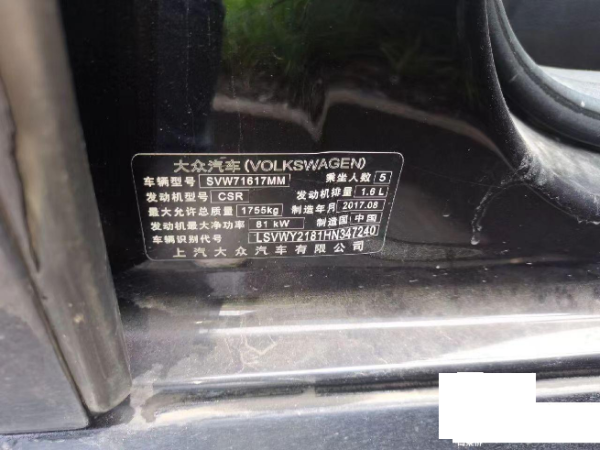 大众汽车(VOLKSWAGEN)
车辆型号 SVW71617MM 乘坐人数 5
发动机型号 CSR 发动机排量 1.6 L
最大允许总质量 1755kg 制造年月 2017.08
发动机最大净功率 81 kW 制造国 中国
车辆识别代号 LSVWY2181HN347240
上汽大众汽车有限公司